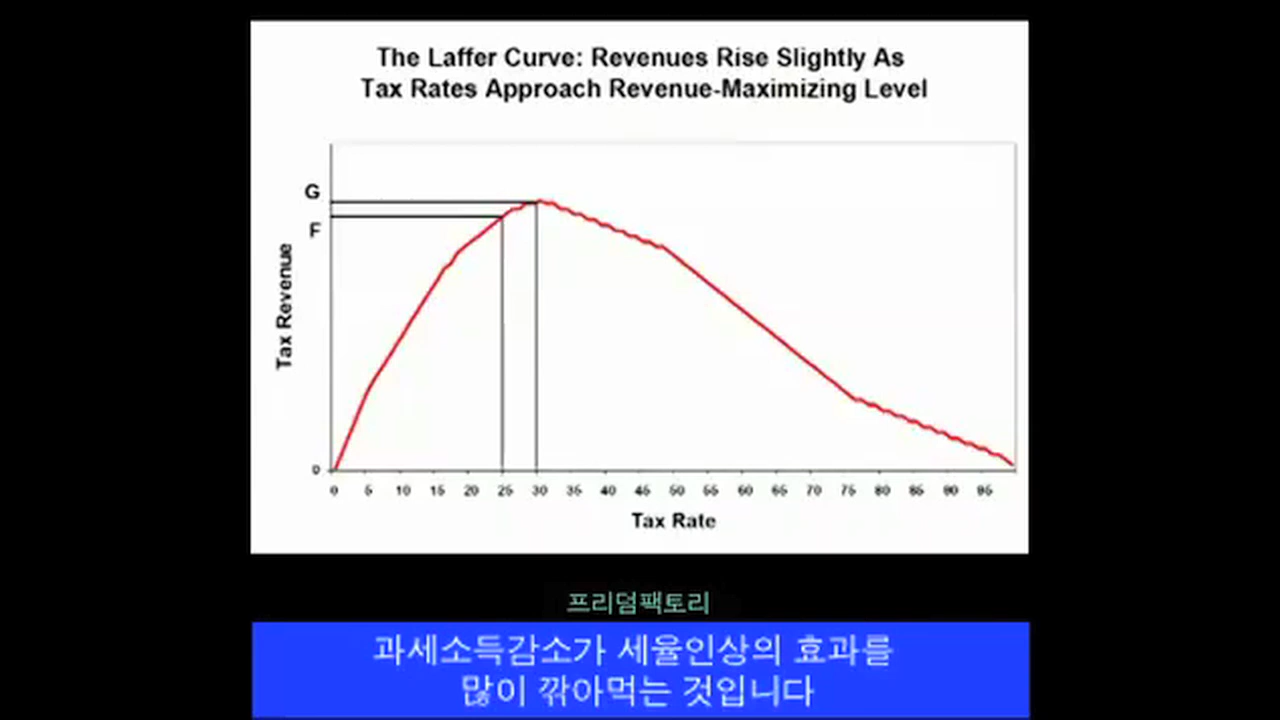 The Laffer Curve: Revenues Rise Slightly As
Tax Rates Approach Revenue-Maximizing Level
G
F
Tax Revenue
0
0 5 10 15 20 25 30 35 40 45 50 55 60 65 70 75 80 85 90 95
Tax Rate
프리덤팩토리
과세소득감소가 세율인상의 효과를
많이 깎아먹는 것입니다